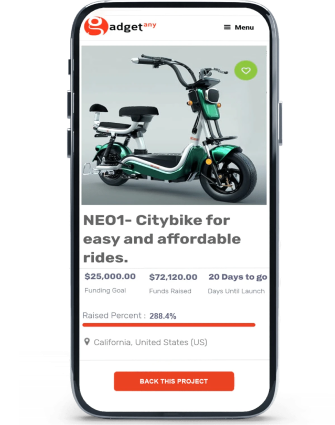 gadget any
Menu
NEO1- Citybike for
easy and affordable
rides.
$25,000.00 $72,120.00 20 Days to go
Funding Goal Funds Raised Days Until Launch
Raised Percent : 288.4%
California, United States (US)
BACK THIS PROJECT